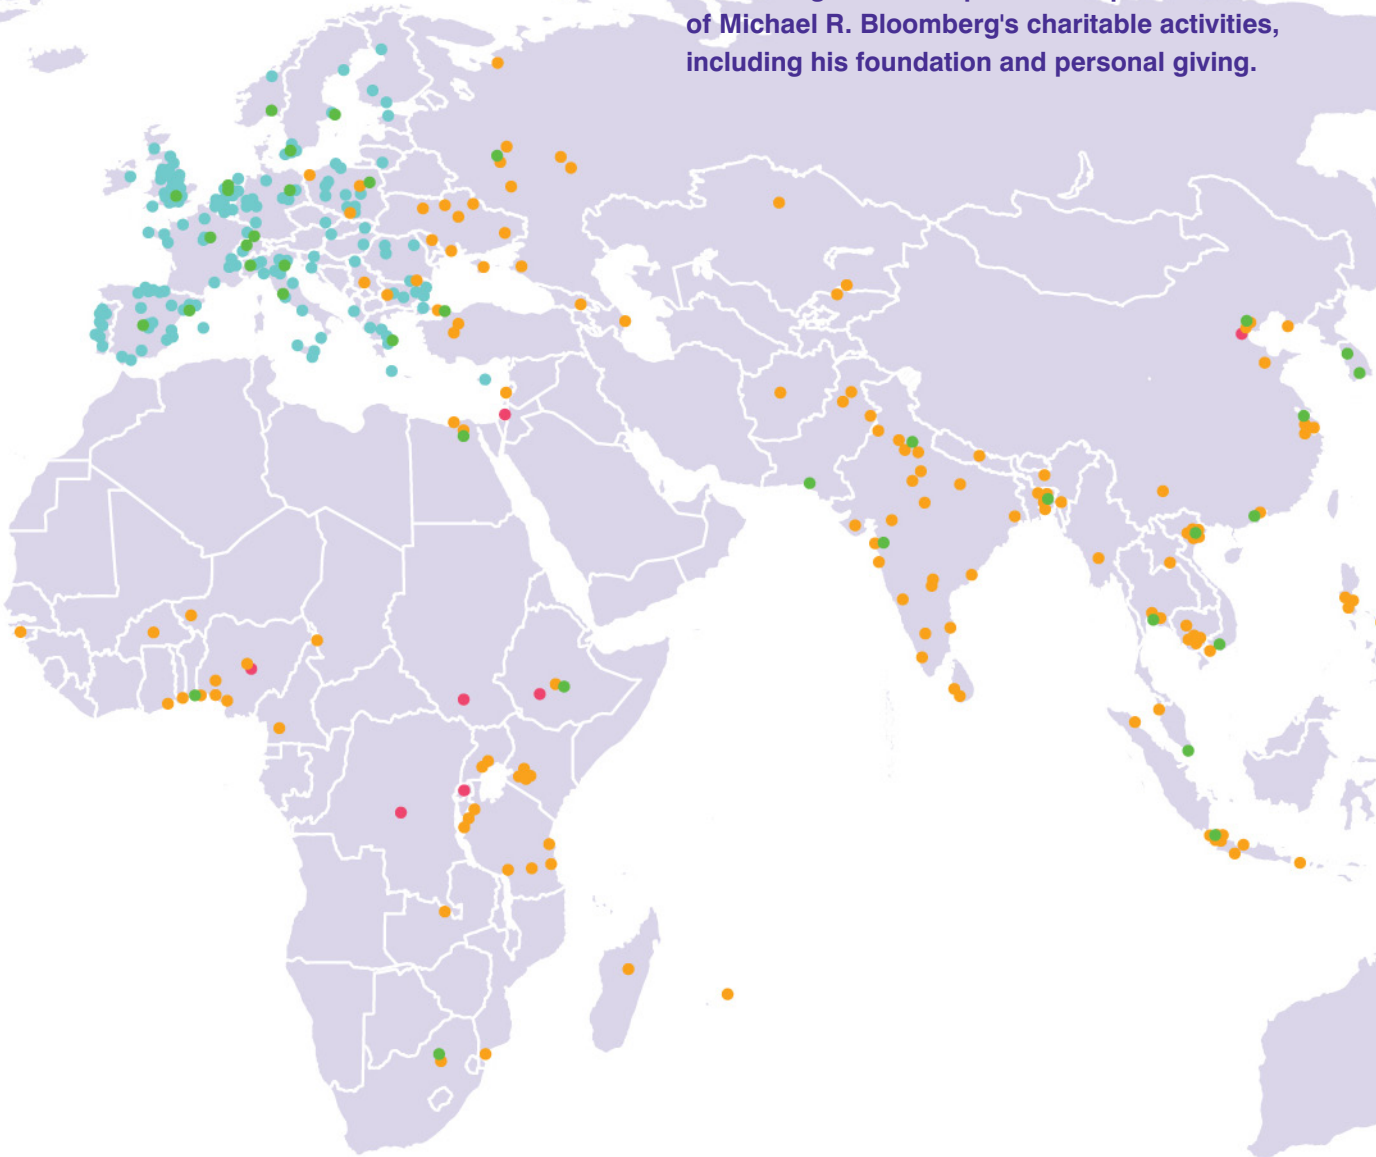 of Michael R. Bloomberg's charitable activities,
including his foundation and personal giving.